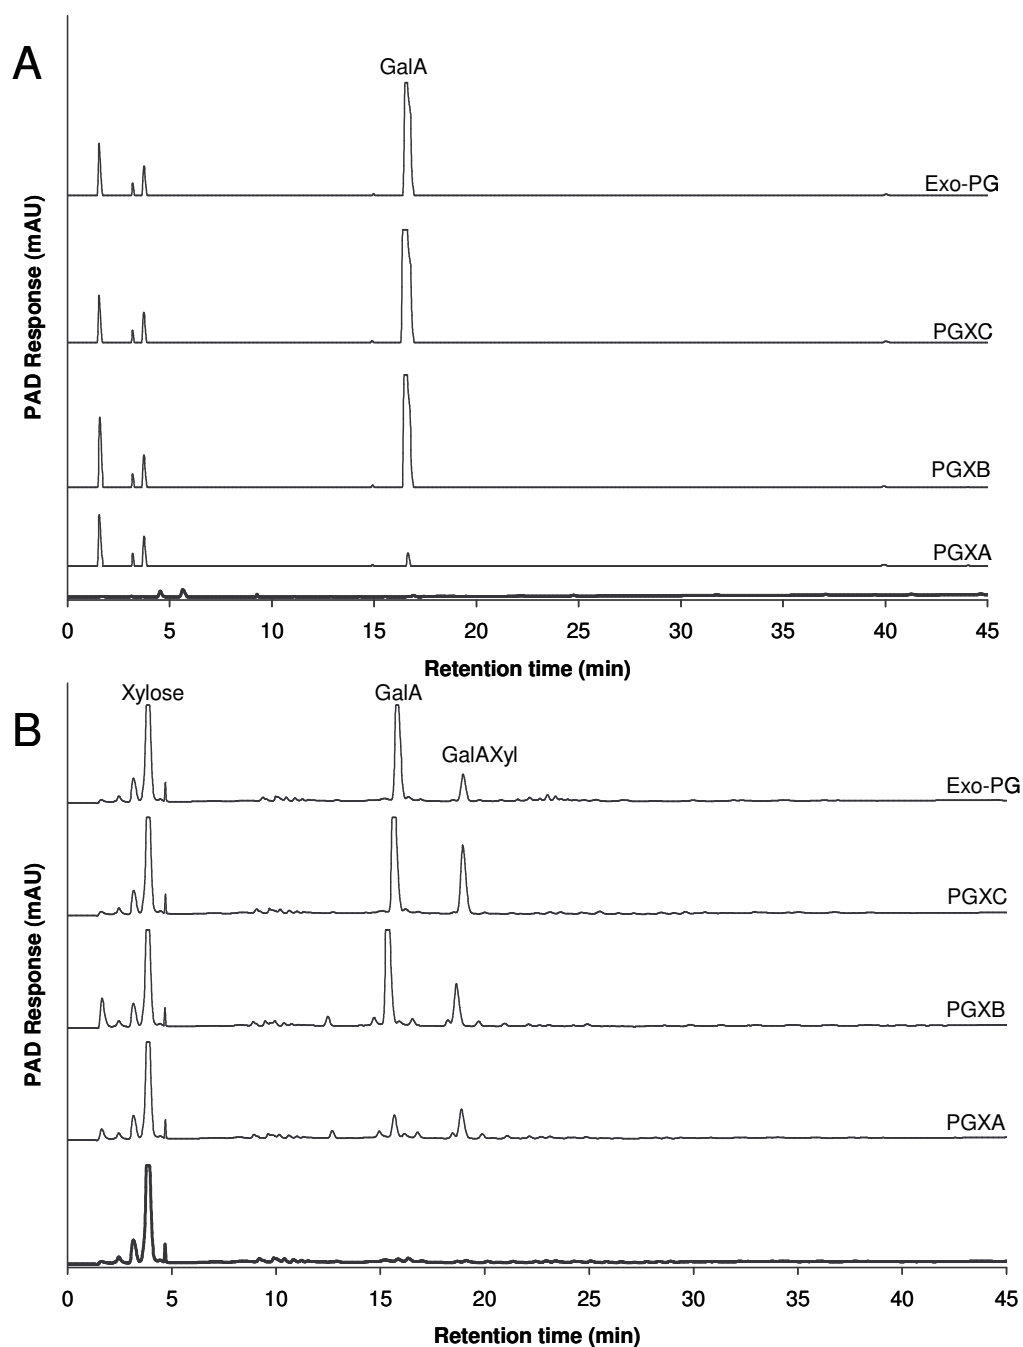 A
GalA
Exo-PG
PGXC
PGXB
PGXA
PAD Response (mAU)
0 5 10 15 20 25 30 35 40 45
Retention time (min)
B
Xylose GalA
GalAXyl
Exo-PG
PGXC
PGXB
PGXA
PAD Response (mAU)
0 5 10 15 20 25 30 35 40 45
Retention time (min)